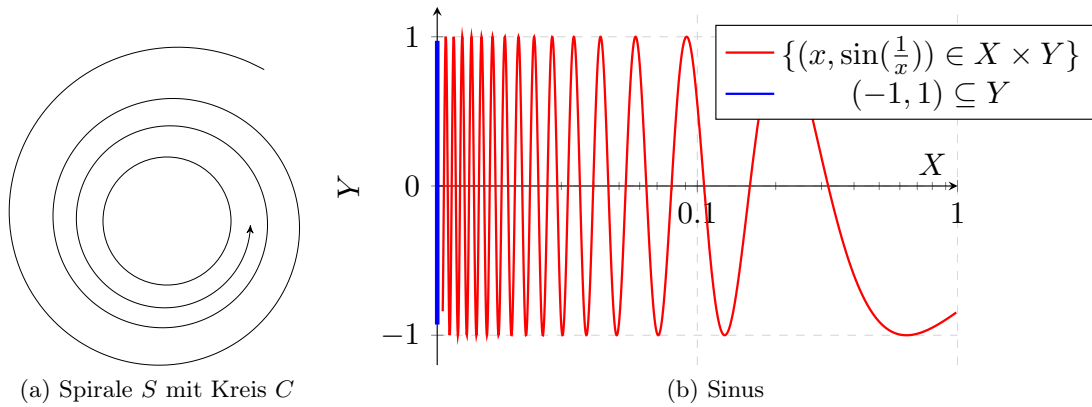 1
0
−1
Y
X
0.1
1
{(x, sin(1/x)) ∈ X × Y}
(−1, 1) ⊆ Y
(a) Spirale S mit Kreis C
(b) Sinus